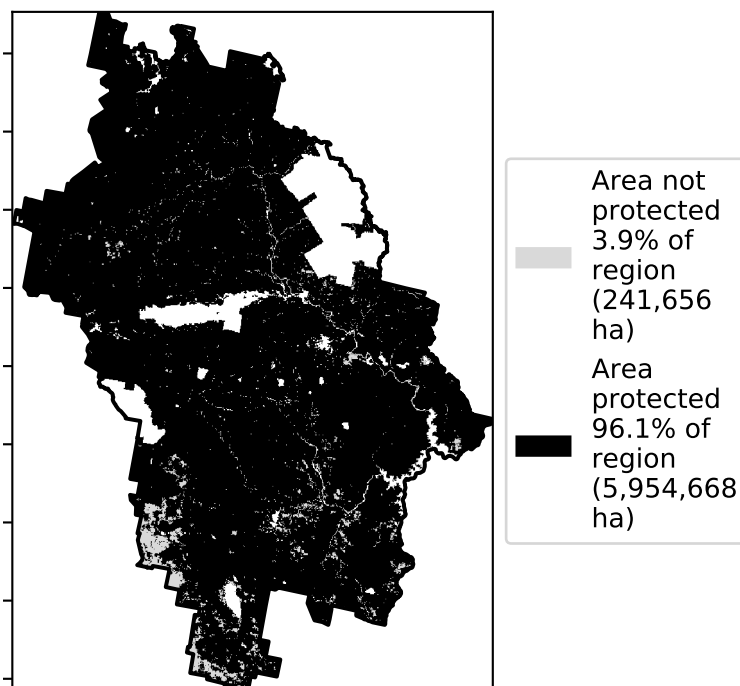 Area not
protected
3.9% of
region
(241,656
ha)
Area
protected
96.1% of
region
(5,954,668
ha)